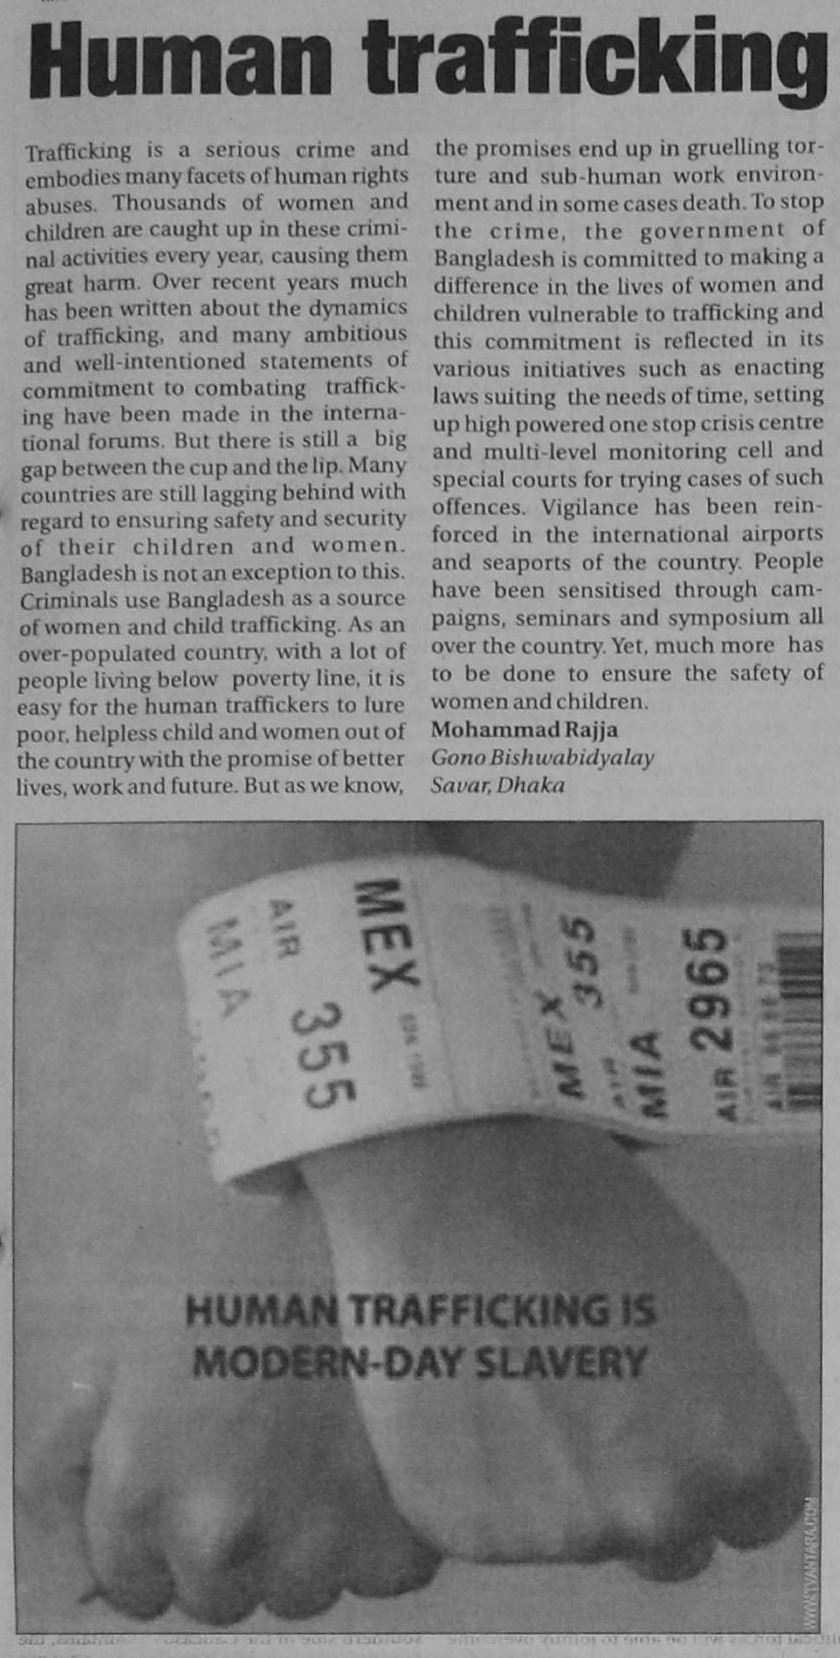 Human trafficking
Trafficking is a serious crime and
embodies many facets of human rights
abuses. Thousands of women and
children are caught up in these crimi-
nal activities every year, causing them
great harm. Over recent years much
has been written about the dynamics
of trafficking, and many ambitious
and well-intentioned statements of
commitment to combating traffick-
ing have been made in the interna-
tional forums. But there is still a big
gap between the cup and the lip. Many
countries are still lagging behind with
regard to ensuring safety and security
of their children and women.
Bangladesh is not an exception to this.
Criminals use Bangladesh as a source
of women and child trafficking. As an
over-populated country, with a lot of
people living below poverty line, it is
easy for the human traffickers to lure
poor, helpless child and women out of
the country with the promise of better
lives, work and future. But as we know,
the promises end up in gruelling tor-
ture and sub-human work environ-
ment and in some cases death. To stop
the crime, the government of
Bangladesh is committed to making a
difference in the lives of women and
children vulnerable to trafficking and
this commitment is reflected in its
various initiatives such as enacting
laws suiting the needs of time, setting
up high powered one stop crisis centre
and multi-level monitoring cell and
special courts for trying cases of such
offences. Vigilance has been rein-
forced in the international airports
and seaports of the country. People
have been sensitised through cam-
paigns, seminars and symposium all
over the country. Yet, much more has
to be done to ensure the safety of
women and children.
Mohammad Rajja
Gono Bishwabidyalay
Savar, Dhaka
MIA
AIR 355
MEX
MEX 355
AIR
MIA
AIR 2965
AIR
HUMAN TRAFFICKING IS
MODERN-DAY SLAVERY
WWW.TVANTARA.COM